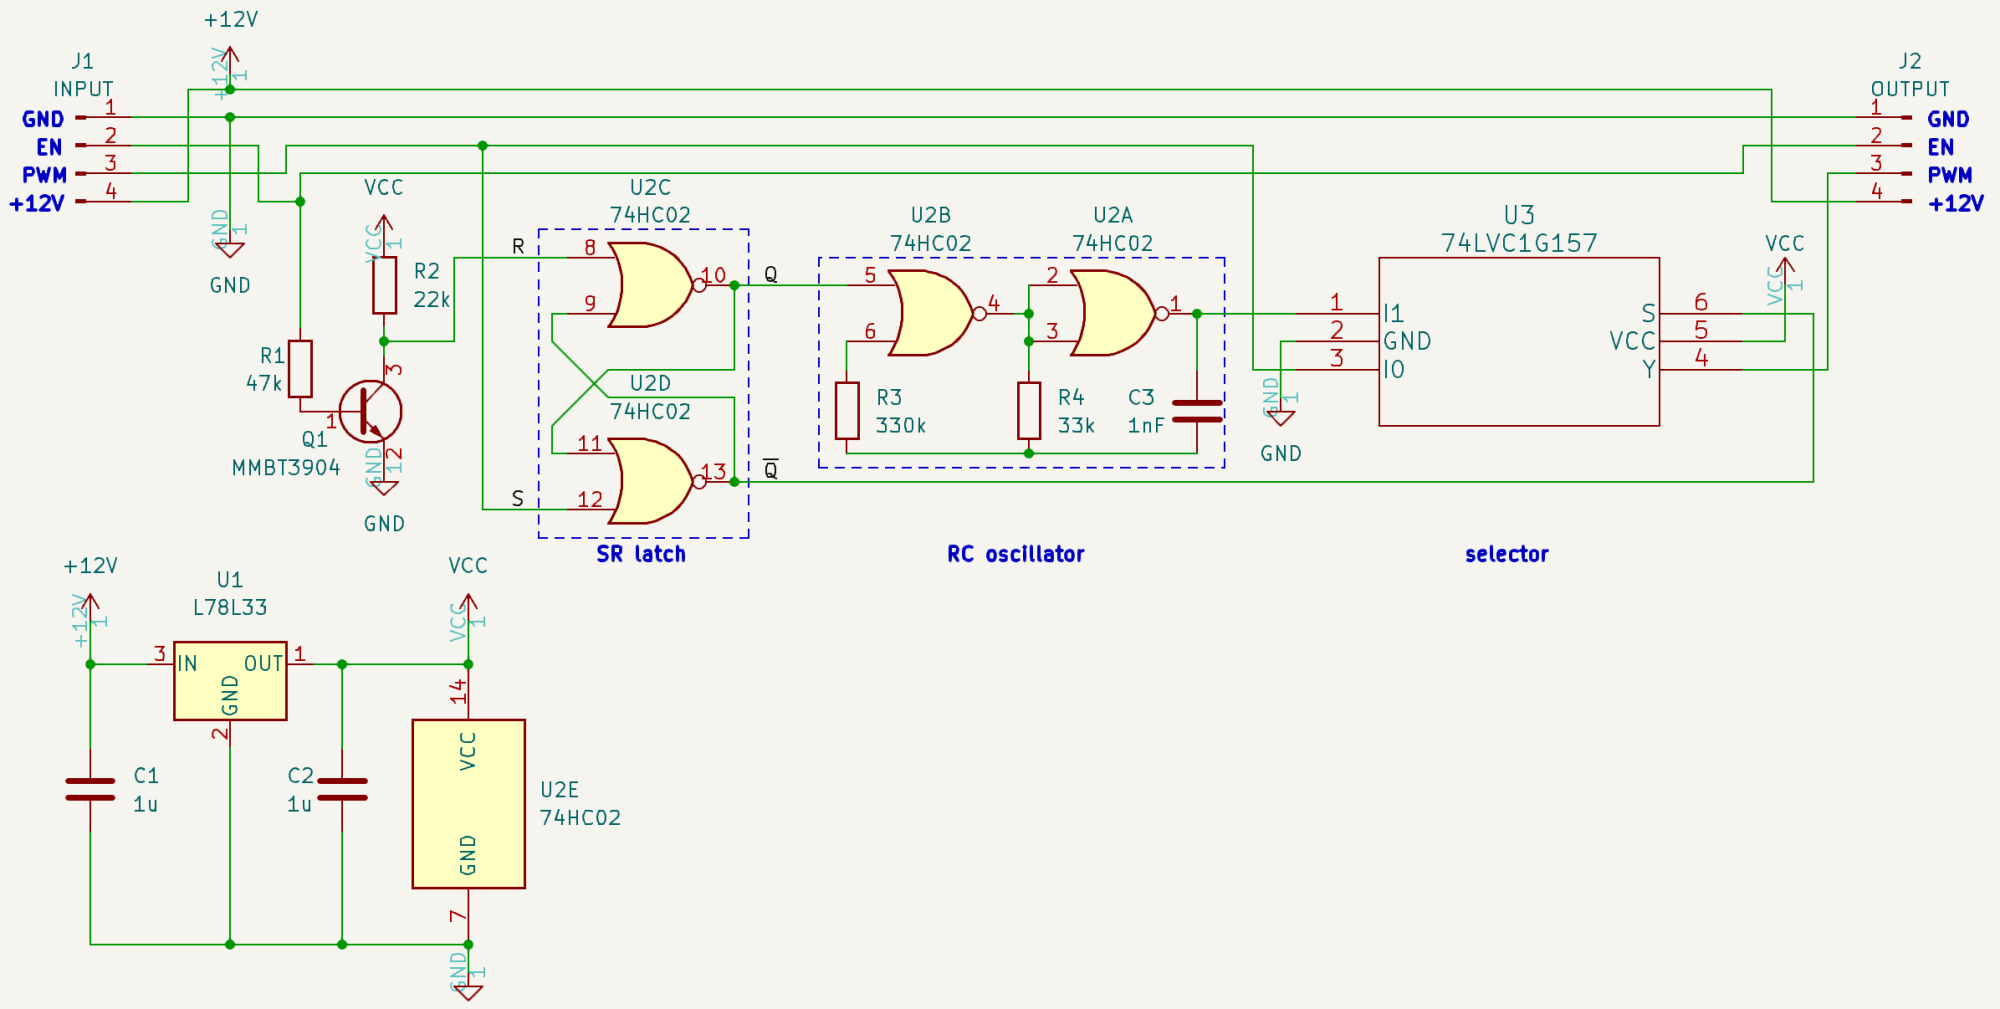 +12V
+12V
1
J1
INPUT
GND 1
EN 2
PWM 3
+12V 4
GND
1
GND
J2
OUTPUT
1 GND
2 EN
3 PWM
4 +12V
VCC
VCC
1
R2
22k
R1
47k
3
1
2
Q1
MMBT3904
GND
1
GND
R
S
U2C
74HC02
8
9
10
Q
U2D
74HC02
11
12
13
Q̅
SR latch
U2B
74HC02
5
6
4
U2A
74HC02
2
3
1
R3
330k
R4
33k
C3
1nF
RC oscillator
U3
74LVC1G157
1 I1
2 GND
3 I0
S 6
VCC 5
Y 4
GND
1
GND
VCC
VCC
1
selector
+12V
+12V
1
U1
L78L33
3 IN
OUT 1
GND
2
C1
1u
C2
1u
VCC
VCC
1
14
VCC
GND
7
U2E
74HC02
GND
1